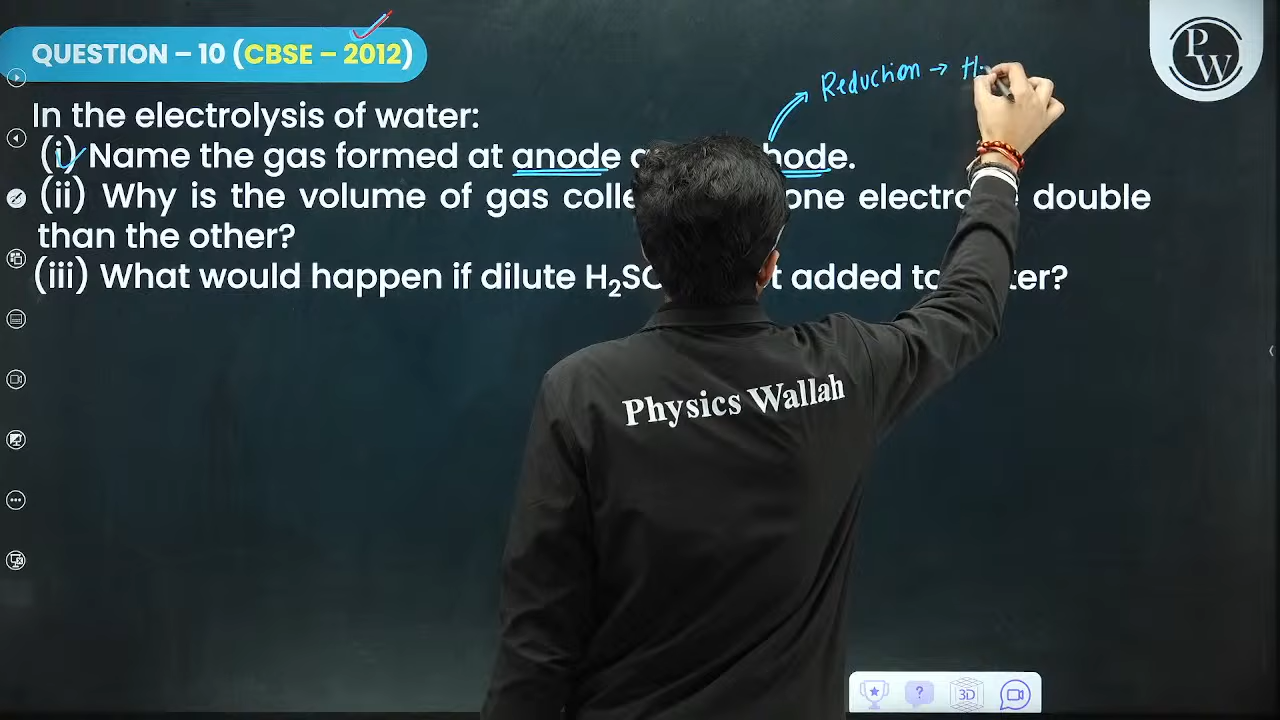 QUESTION – 10 (CBSE – 2012)
Reduction → H
In the electrolysis of water:
(i) Name the gas formed at anode hode.
(ii) Why is the volume of gas colle one electro double
than the other?
(iii) What would happen if dilute H₂SO t added to ter?
Physics Wallah
PW
3D